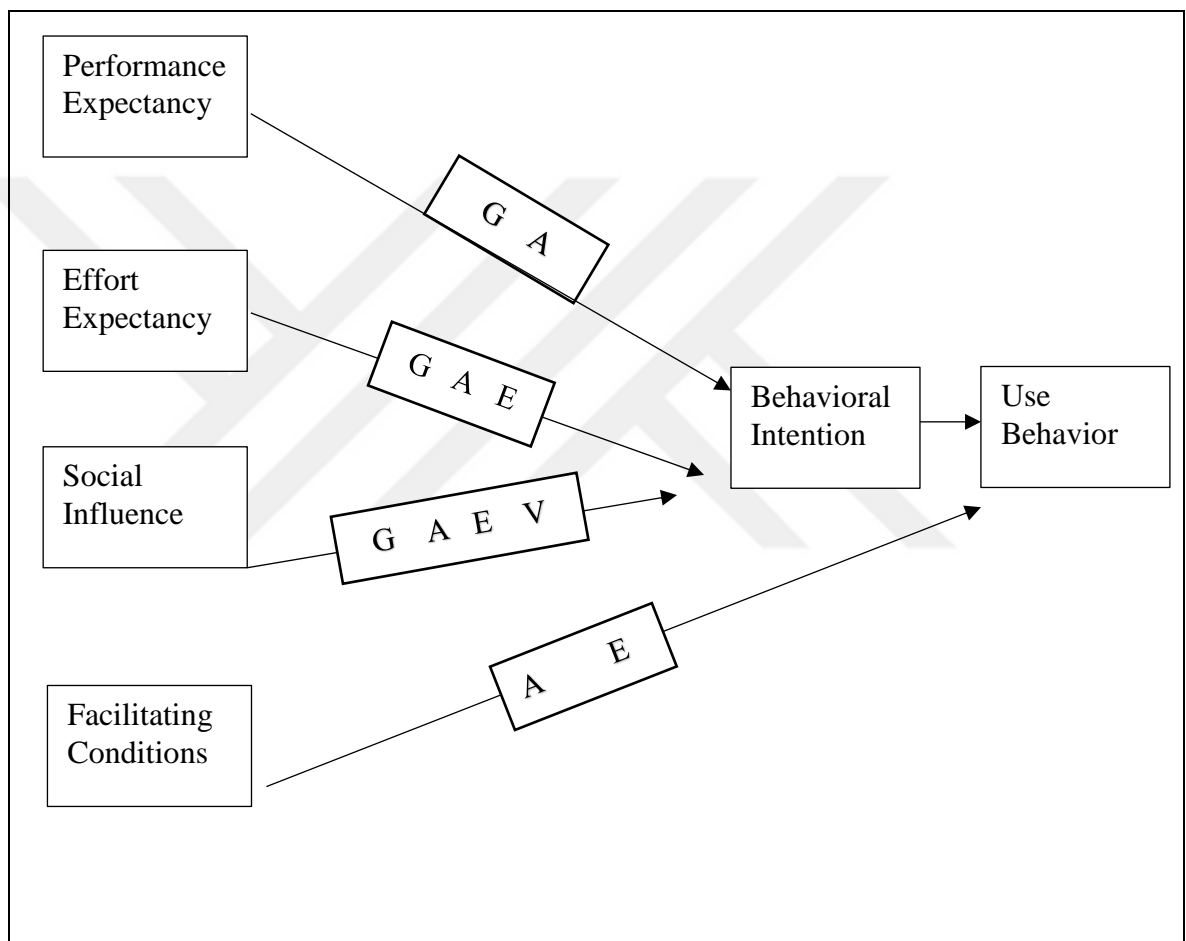 Performance
Expectancy
G A
Effort
Expectancy
G A E
Behavioral
Intention
Use
Behavior
Social
Influence
G A E V
A E
Facilitating
Conditions